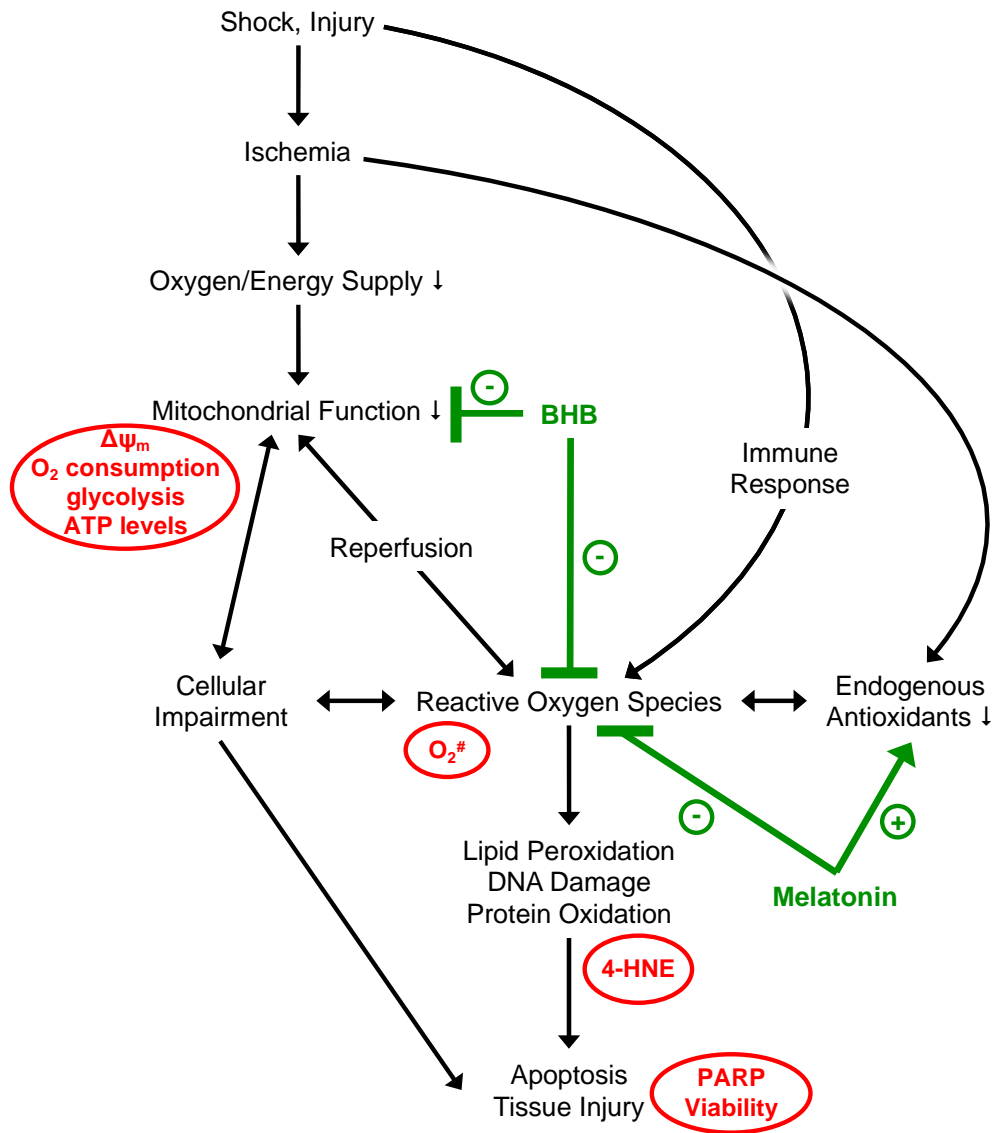 Shock, Injury
Ischemia
Oxygen/Energy Supply ↓
Mitochondrial Function ↓
-
BHB
Δψm
O2 consumption
glycolysis
ATP levels
Immune
Response
Reperfusion
-
Cellular
Impairment
Reactive Oxygen Species
Endogenous
Antioxidants ↓
O2#
-
+
Lipid Peroxidation
DNA Damage
Protein Oxidation
Melatonin
4-HNE
Apoptosis
Tissue Injury
PARP
Viability